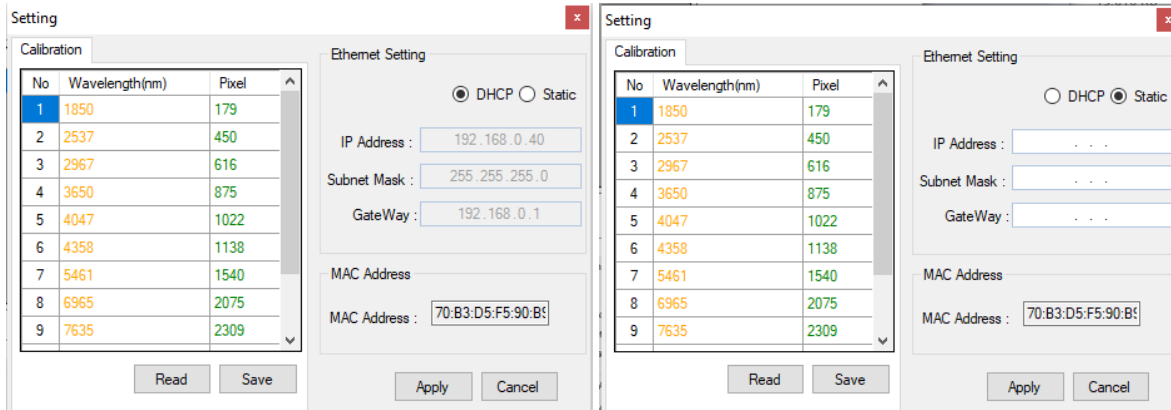 Setting
x
Calibration
No Wavelength(nm) Pixel
1 1850 179
2 2537 450
3 2967 616
4 3650 875
5 4047 1022
6 4358 1138
7 5461 1540
8 6965 2075
9 7635 2309
Read Save
Ethernet Setting
DHCP Static
IP Address : 192.168.0.40
Subnet Mask : 255.255.255.0
GateWay : 192.168.0.1
MAC Address
MAC Address : 70:B3:D5:F5:90:B
Apply Cancel
Setting
x
Calibration
No Wavelength(nm) Pixel
1 1850 179
2 2537 450
3 2967 616
4 3650 875
5 4047 1022
6 4358 1138
7 5461 1540
8 6965 2075
9 7635 2309
Read Save
Ethernet Setting
DHCP Static
IP Address : . . .
Subnet Mask : . . .
GateWay : . . .
MAC Address
MAC Address : 70:B3:D5:F5:90:B
Apply Cancel